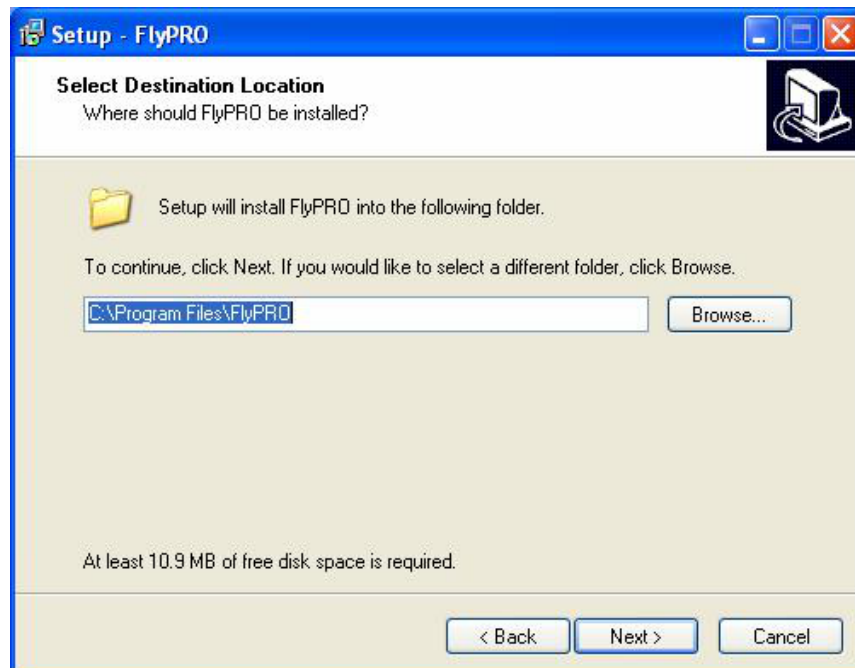 Setup - FlyPRO
Select Destination Location
Where should FlyPRO be installed?
Setup will install FlyPRO into the following folder.
To continue, click Next. If you would like to select a different folder, click Browse.
C:\Program Files\FlyPRO
Browse...
At least 10.9 MB of free disk space is required.
< Back
Next >
Cancel